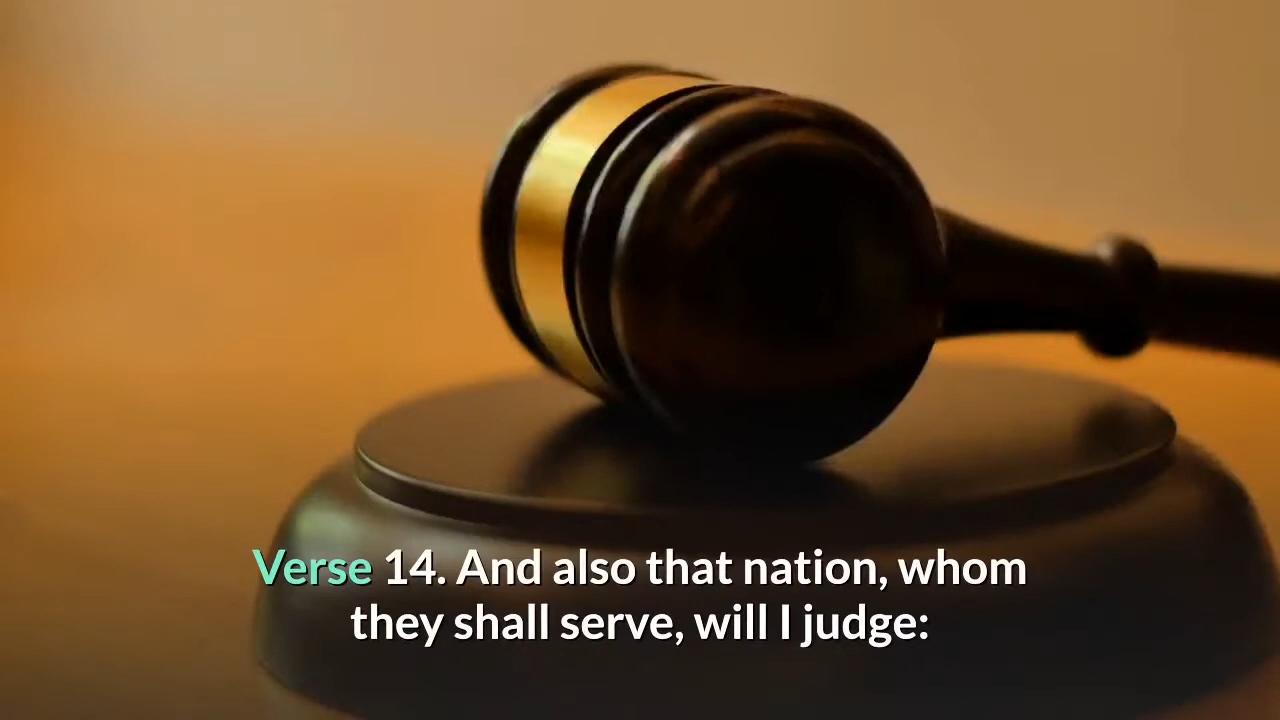 Verse 14. And also that nation, whom
they shall serve, will I judge: